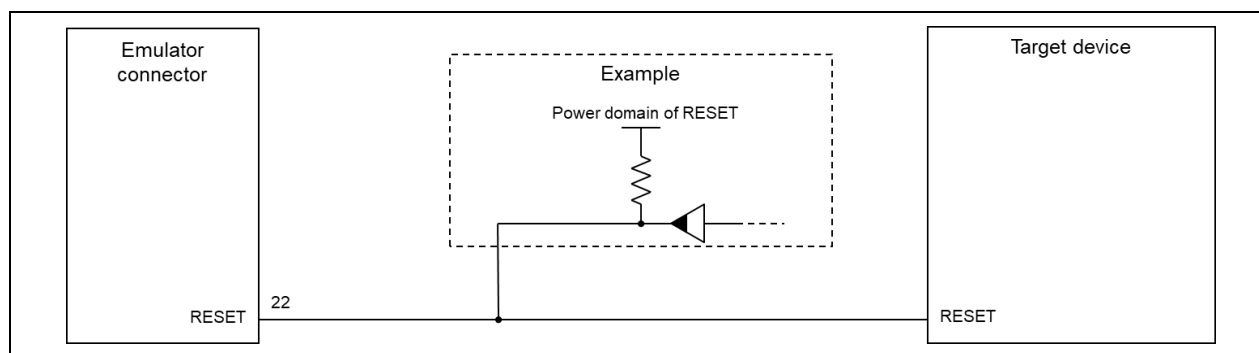 Emulator
connector
Example
Power domain of RESET
Target device
RESET
22
RESET